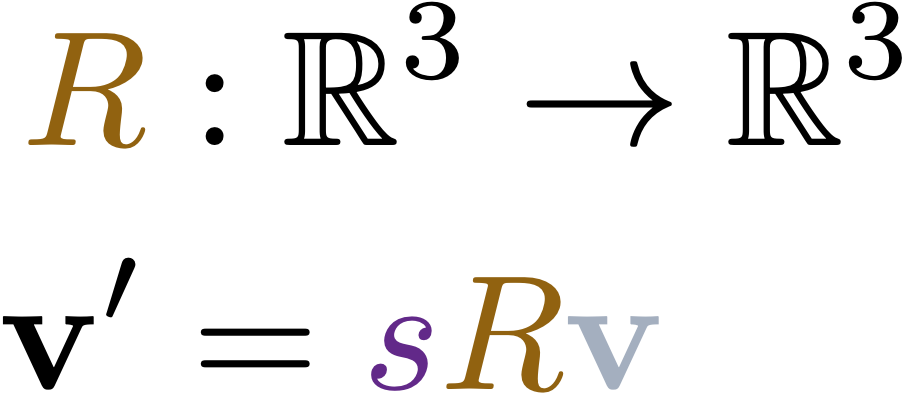 R : ℝ³ → ℝ³
v′ = sRv